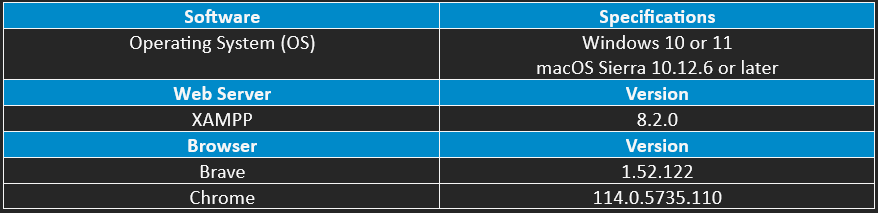 Software Specifications
Operating System (OS) Windows 10 or 11
macOS Sierra 10.12.6 or later
Web Server Version
XAMPP 8.2.0
Browser Version
Brave 1.52.122
Chrome 114.0.5735.110